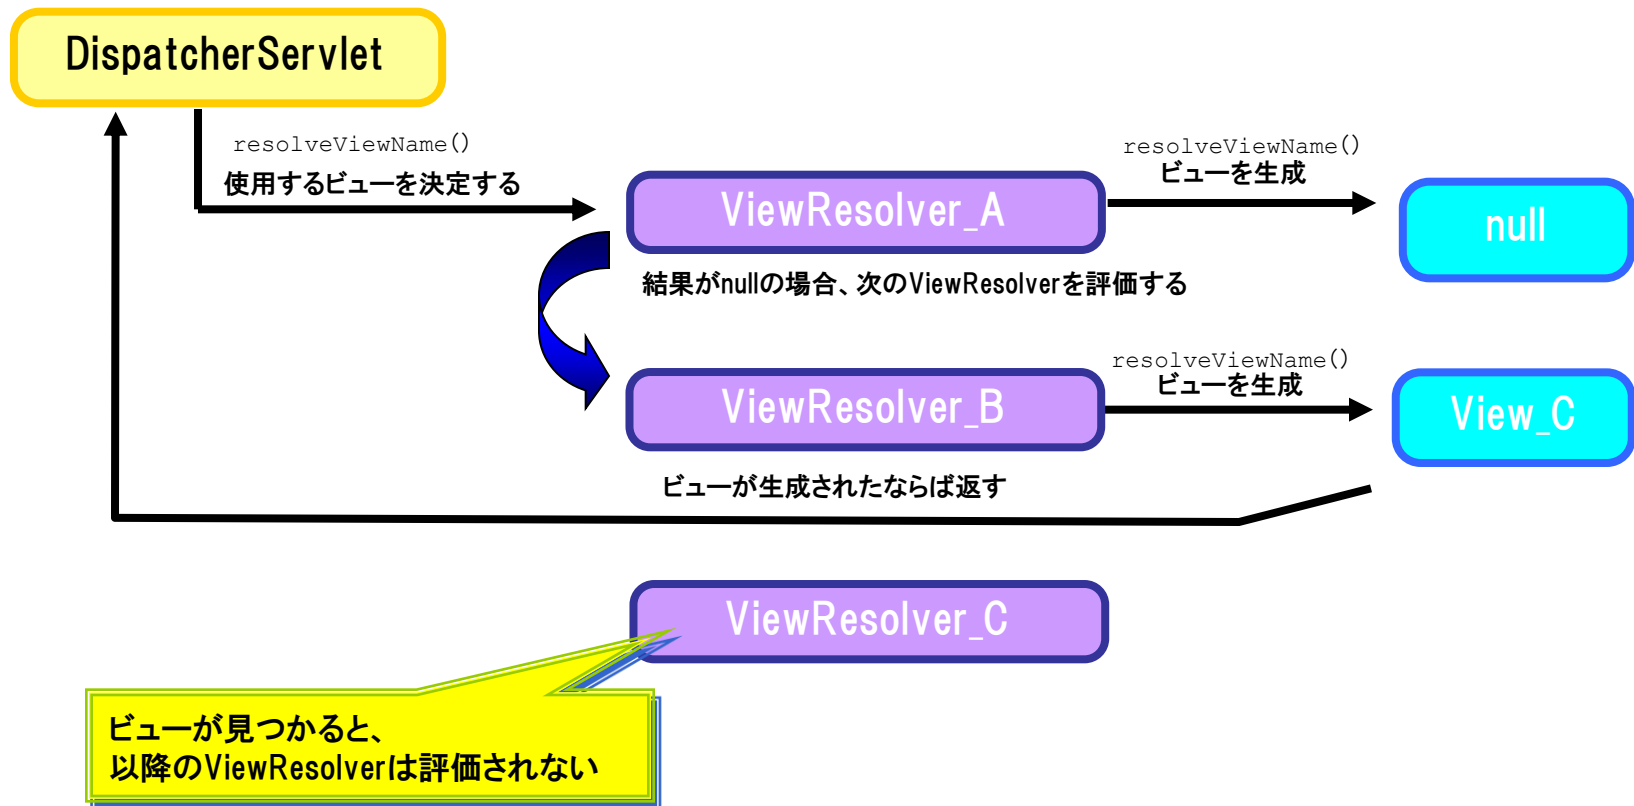 DispatcherServlet
resolveViewName()
使用するビューを決定する
ViewResolver_A
resolveViewName()
ビューを生成
null
結果がnullの場合、次のViewResolverを評価する
ViewResolver_B
resolveViewName()
ビューを生成
View_C
ビューが生成されたならば返す
ViewResolver_C
ビューが見つかると、
以降のViewResolverは評価されない